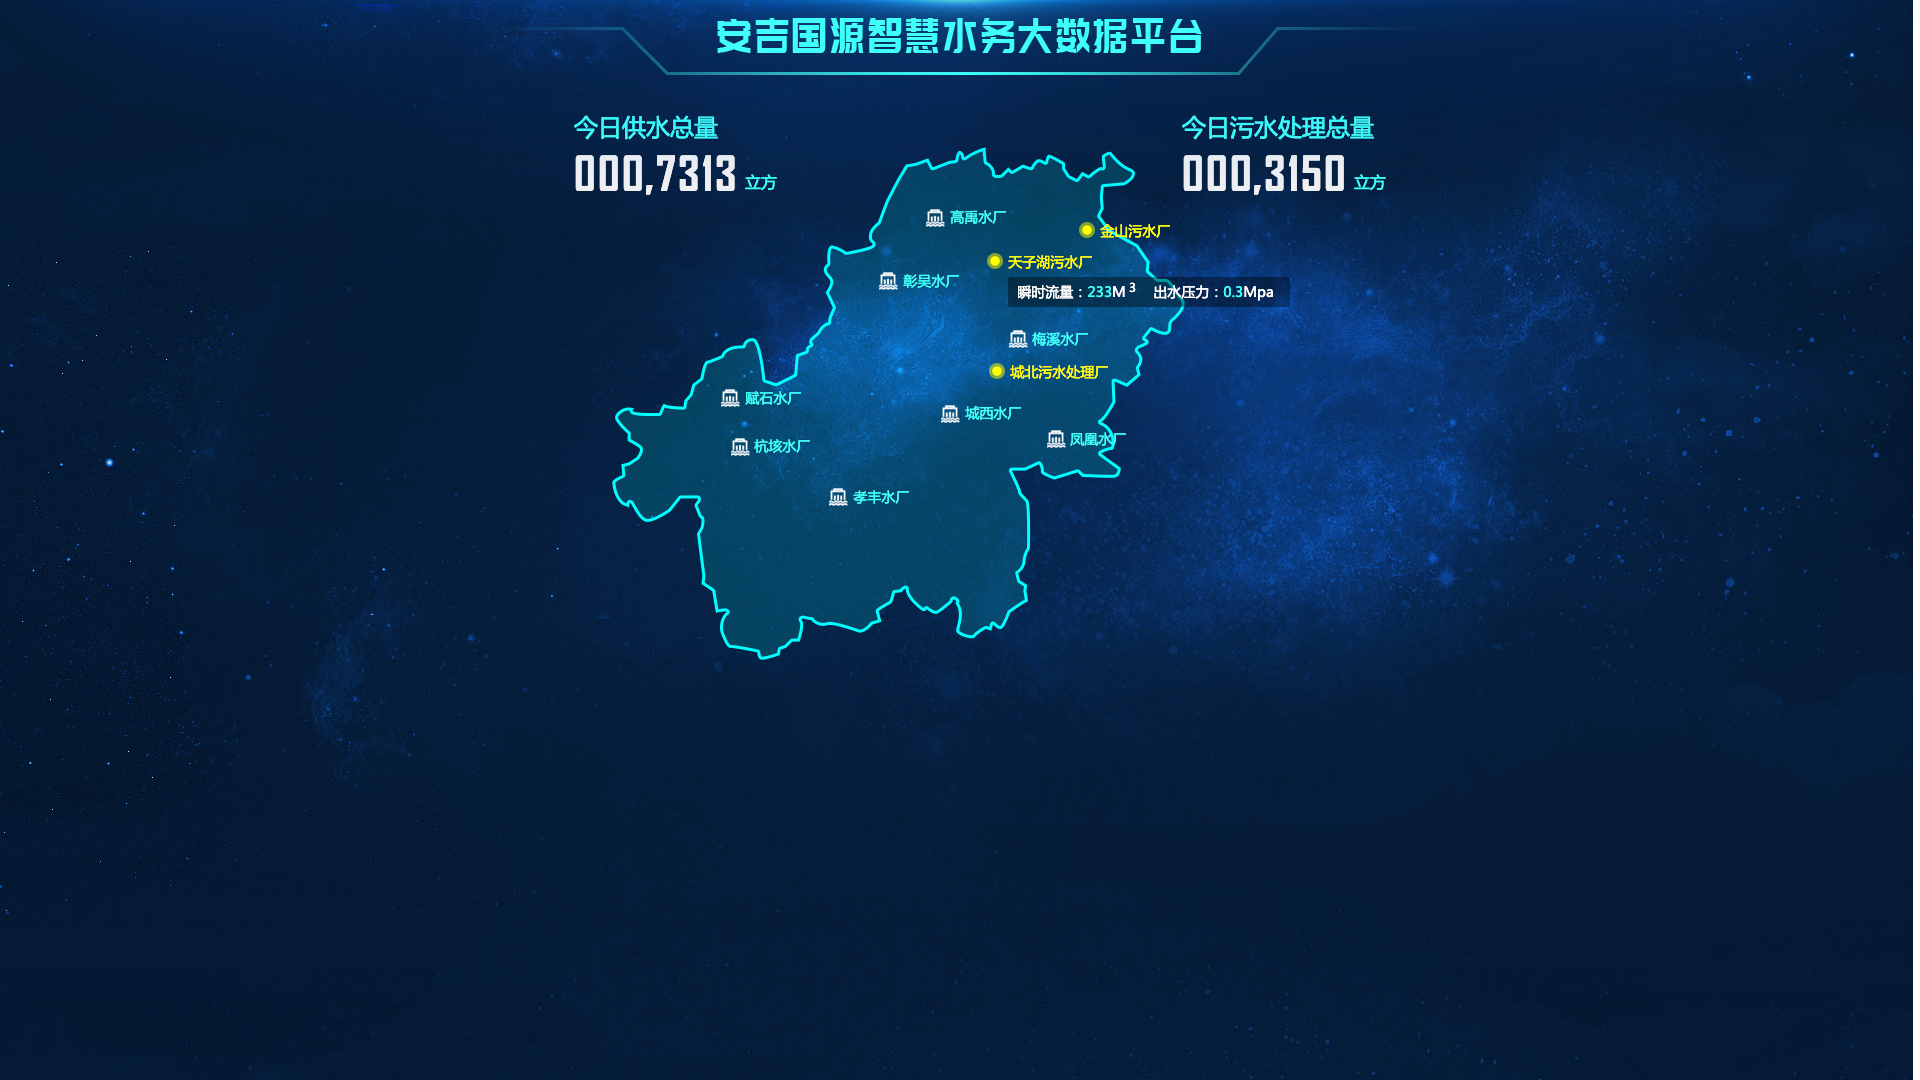 安吉国源智慧水务大数据平台
今日供水总量
000,7313 立方
今日污水处理总量
000,3150 立方
高禹水厂
金山污水厂
天子湖污水厂
彰吴水厂
瞬时流量：233M 3 出水压力：0.3Mpa
梅溪水厂
城北污水处理厂
赋石水厂
城西水厂
凤凰水厂
杭垓水厂
孝丰水厂